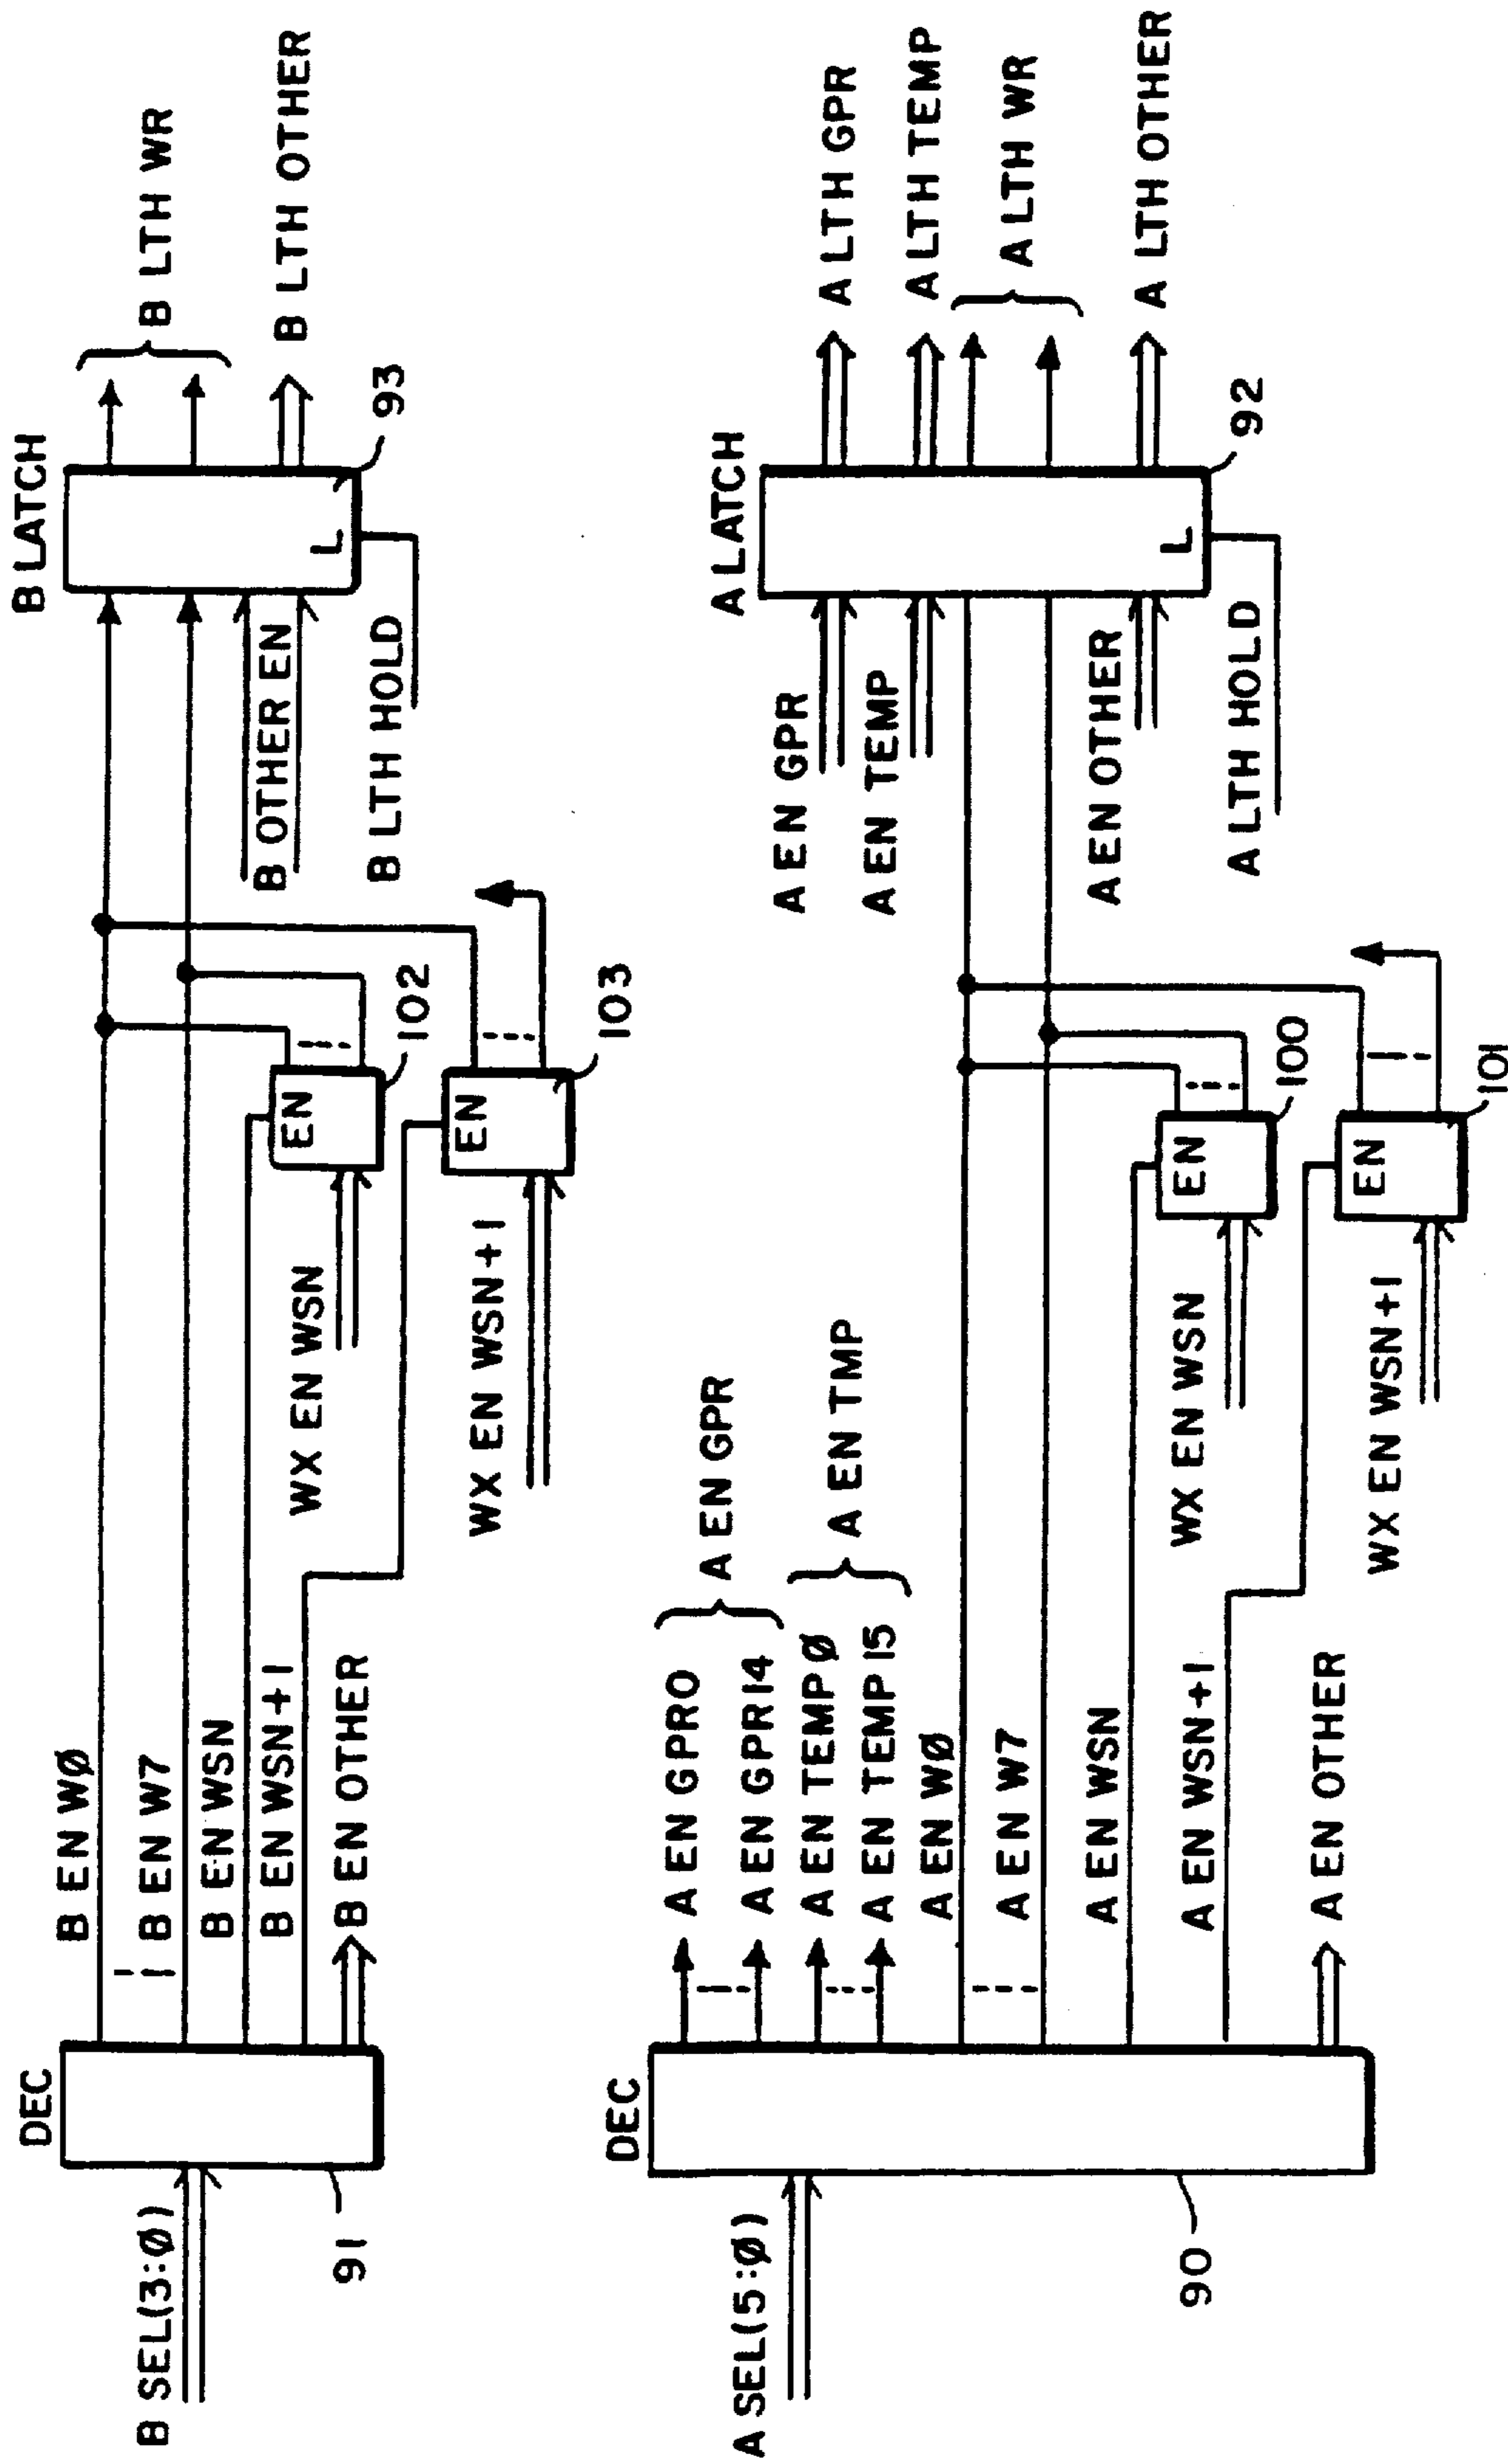 B SEL(3:Ø)
DEC
91
B EN WØ
B EN W7
B EN WSN
B EN WSN+1
B EN OTHER
WX EN WSN
EN
102
WX EN WSN+1
EN
103
B OTHER EN
B LTH HOLD
B LATCH
L
93
B LTH WR
B LTH OTHER
A SEL(5:Ø)
DEC
90
A EN GPR0
A EN GPR14
A EN GPR
A EN TEMPØ
A EN TEMP15
A EN TMP
A EN WØ
A EN W7
A EN WSN
A EN WSN+1
A EN OTHER
WX EN WSN
EN
100
WX EN WSN+1
EN
101
A EN GPR
A EN TEMP
A EN OTHER
A LTH HOLD
A LATCH
L
92
A LTH GPR
A LTH TEMP
A LTH WR
A LTH OTHER